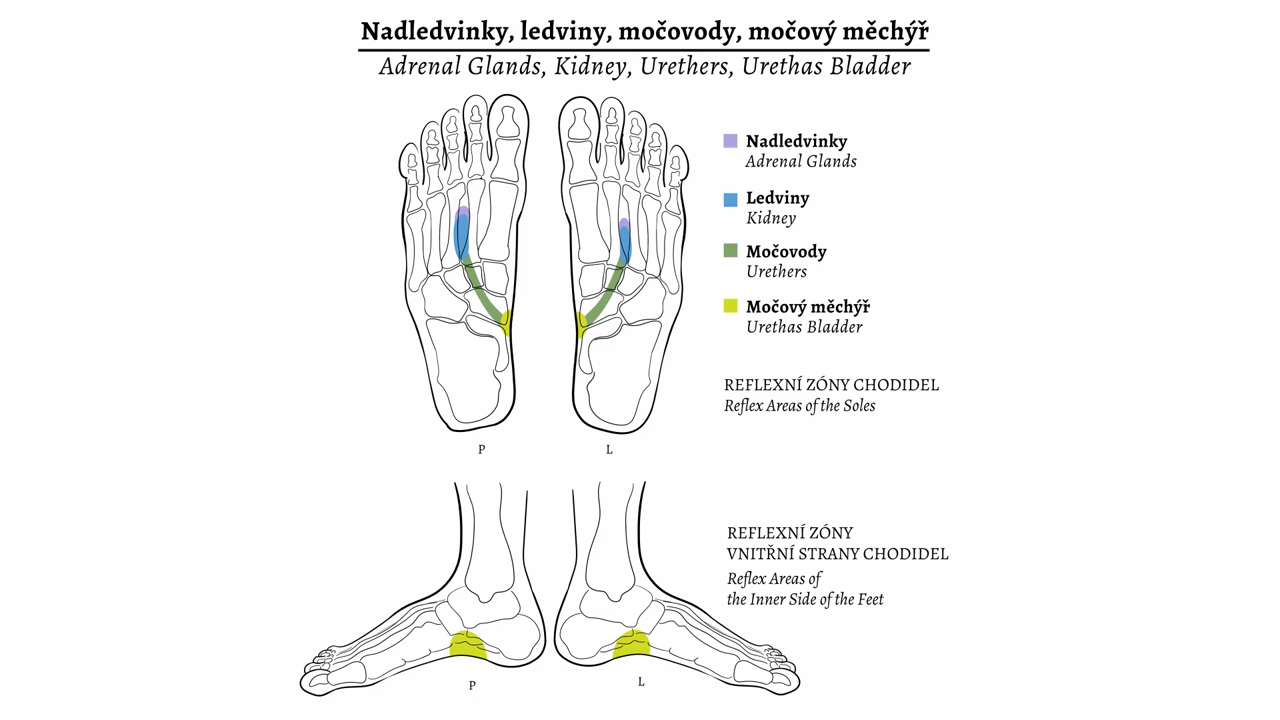 Nadledvinky, ledviny, močovody, močový měchýř
Adrenal Glands, Kidney, Urethers, Urethas Bladder
Nadledvinky
Adrenal Glands
Ledviny
Kidney
Močovody
Urethers
Močový měchýř
Urethas Bladder
REFLEXNÍ ZÓNY CHODIDEL
Reflex Areas of the Soles
P
L
REFLEXNÍ ZÓNY
VNITŘNÍ STRANY CHODIDEL
Reflex Areas of
the Inner Side of the Feet
P
L